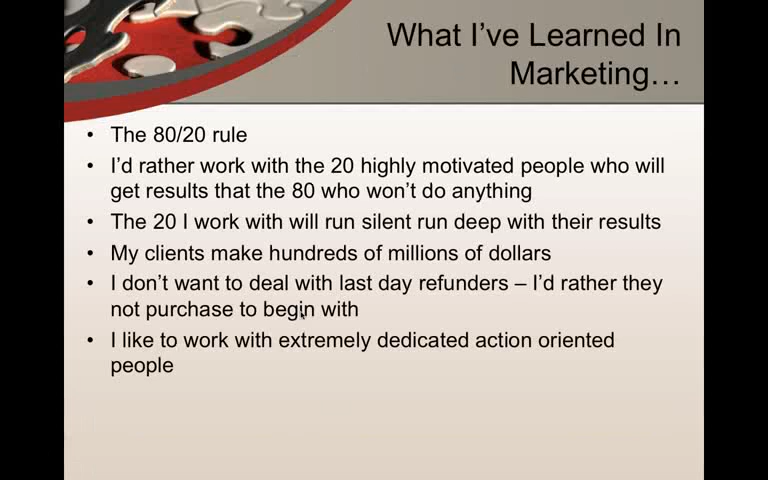 What I've Learned In
Marketing…
• The 80/20 rule
• I'd rather work with the 20 highly motivated people who will
get results that the 80 who won't do anything
• The 20 I work with will run silent run deep with their results
• My clients make hundreds of millions of dollars
• I don't want to deal with last day refunders – I'd rather they
not purchase to begin with
• I like to work with extremely dedicated action oriented
people